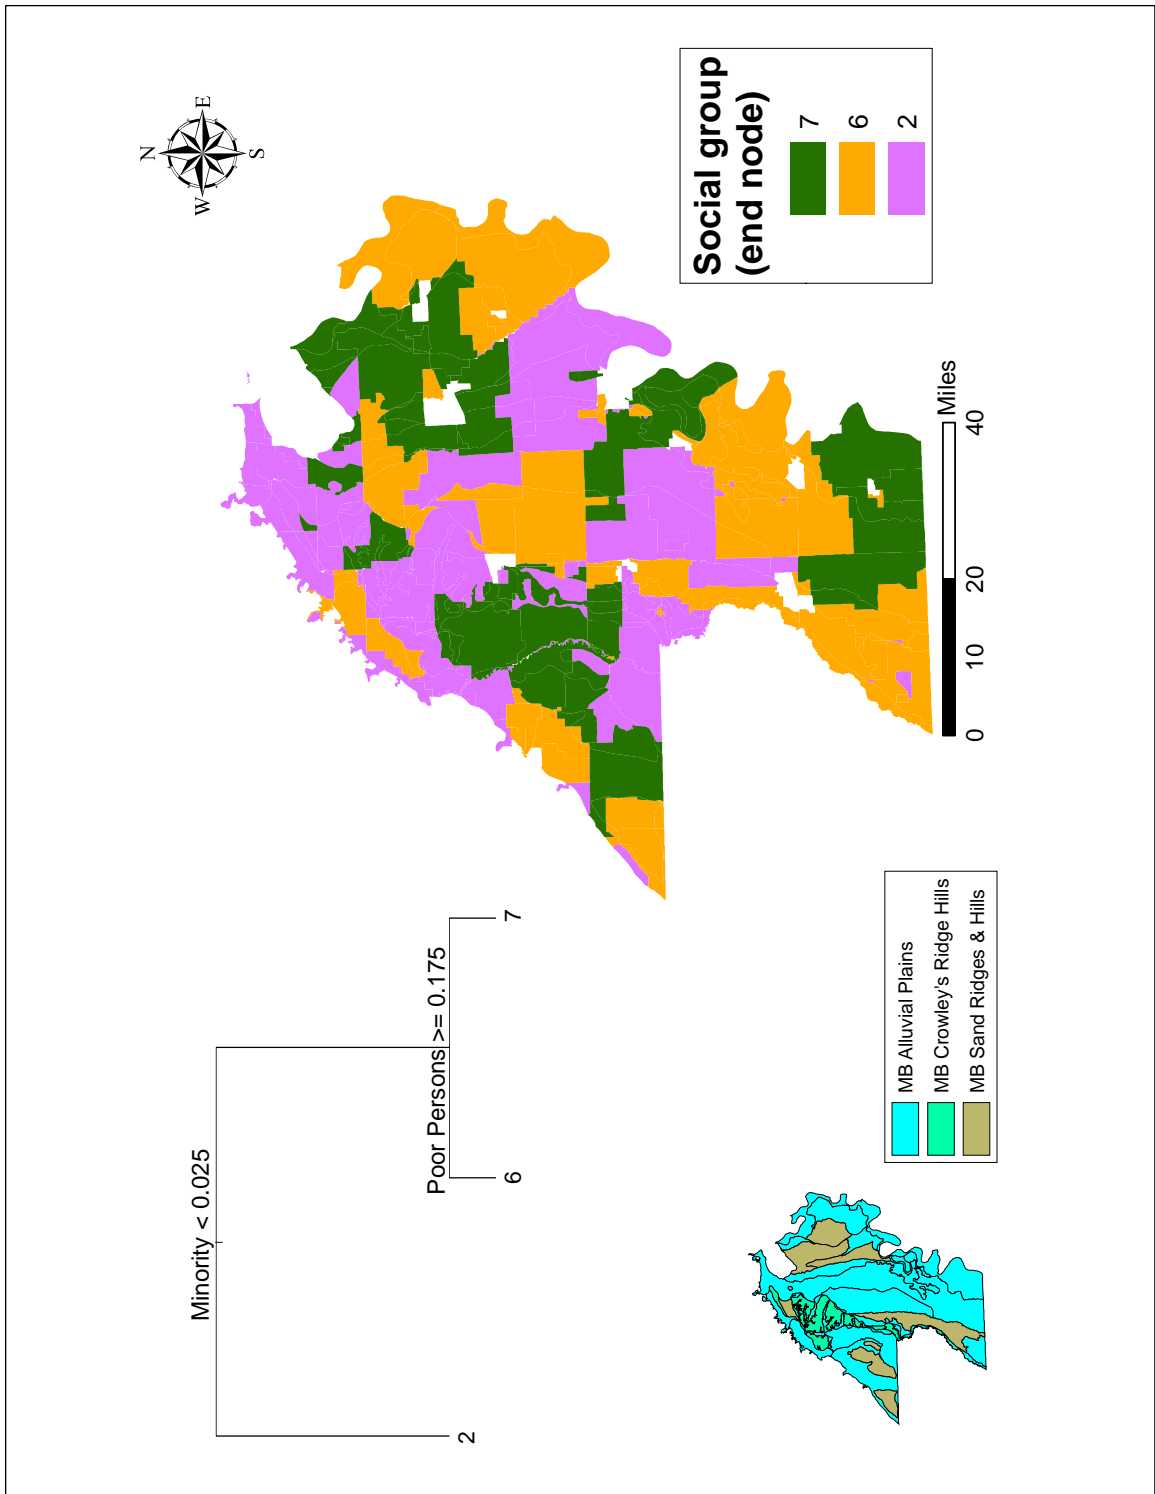 N
W
E
S
Social group
(end node)
7
6
2
Miles
0
10
20
40
Minority < 0.025
Poor Persons >= 0.175
2
6
7
MB Alluvial Plains
MB Crowley's Ridge Hills
MB Sand Ridges & Hills